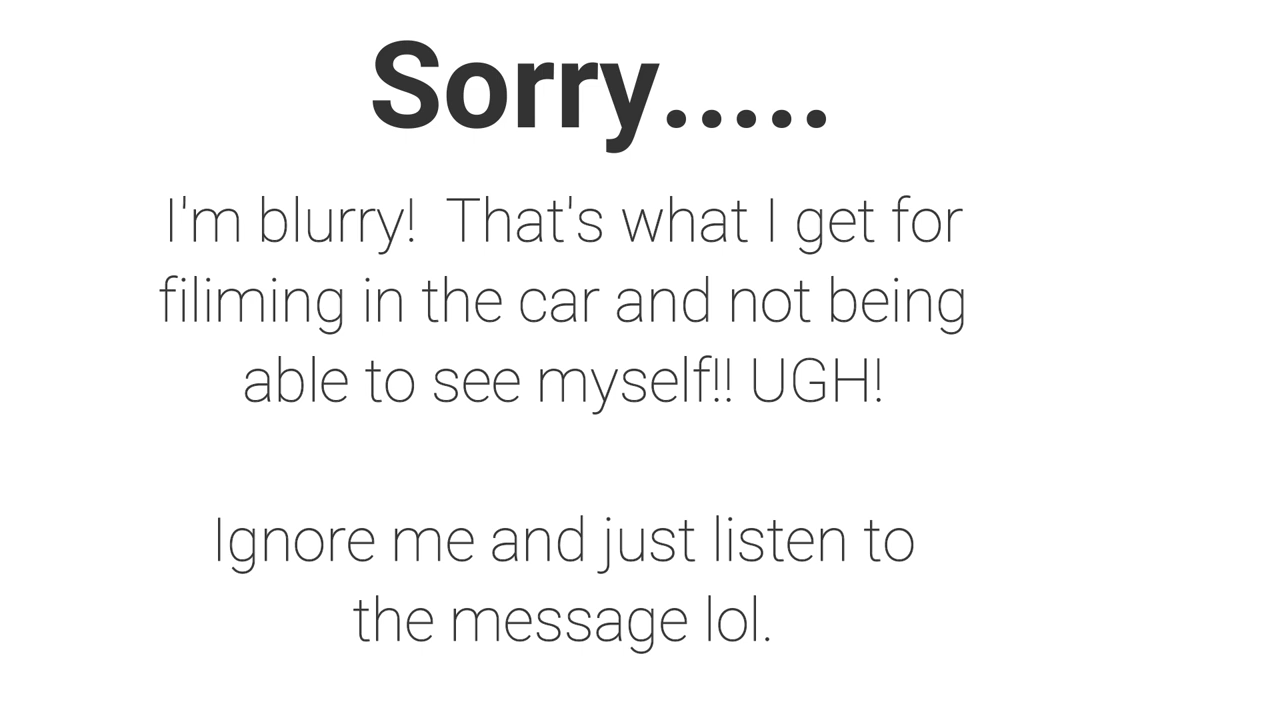 Sorry.....
I'm blurry!  That's what I get for
filiming in the car and not being
able to see myself!! UGH!
Ignore me and just listen to
the message lol.